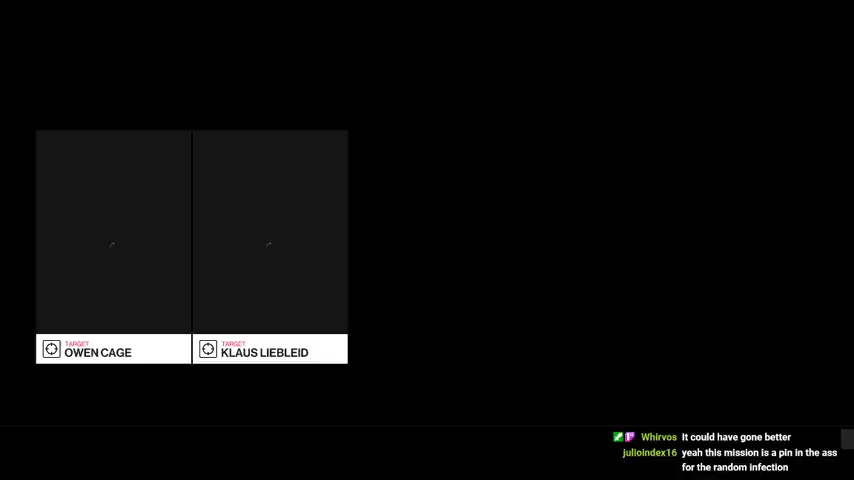 TARGET
OWEN CAGE
TARGET
KLAUS LIEBLEID
Whirvos It could have gone better
julioindex16 yeah this mission is a pin in the ass
for the random infection